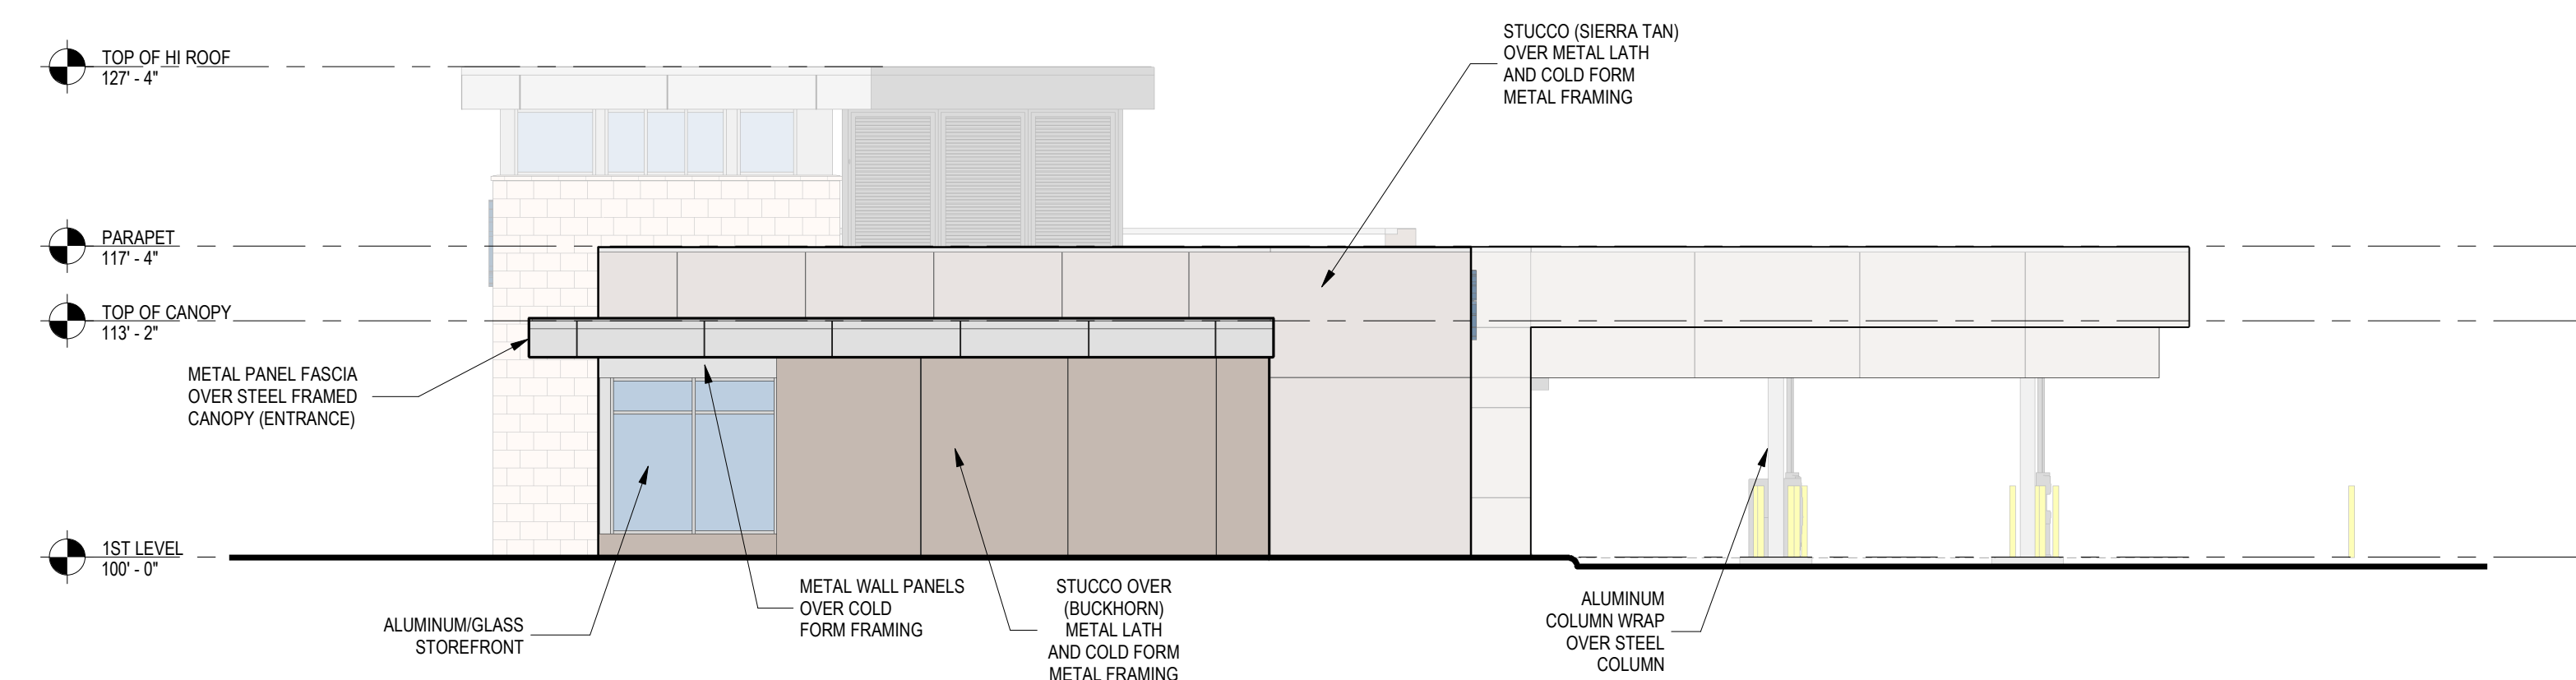 TOP OF HI ROOF
127' - 4"
STUCCO (SIERRA TAN)
OVER METAL LATH
AND COLD FORM
METAL FRAMING
PARAPET
117' - 4"
TOP OF CANOPY
113' - 2"
METAL PANEL FASCIA
OVER STEEL FRAMED
CANOPY (ENTRANCE)
1ST LEVEL
100' - 0"
ALUMINUM/GLASS
STOREFRONT
METAL WALL PANELS
OVER COLD
FORM FRAMING
STUCCO OVER
(BUCKHORN)
METAL LATH
AND COLD FORM
METAL FRAMING
ALUMINUM
COLUMN WRAP
OVER STEEL
COLUMN